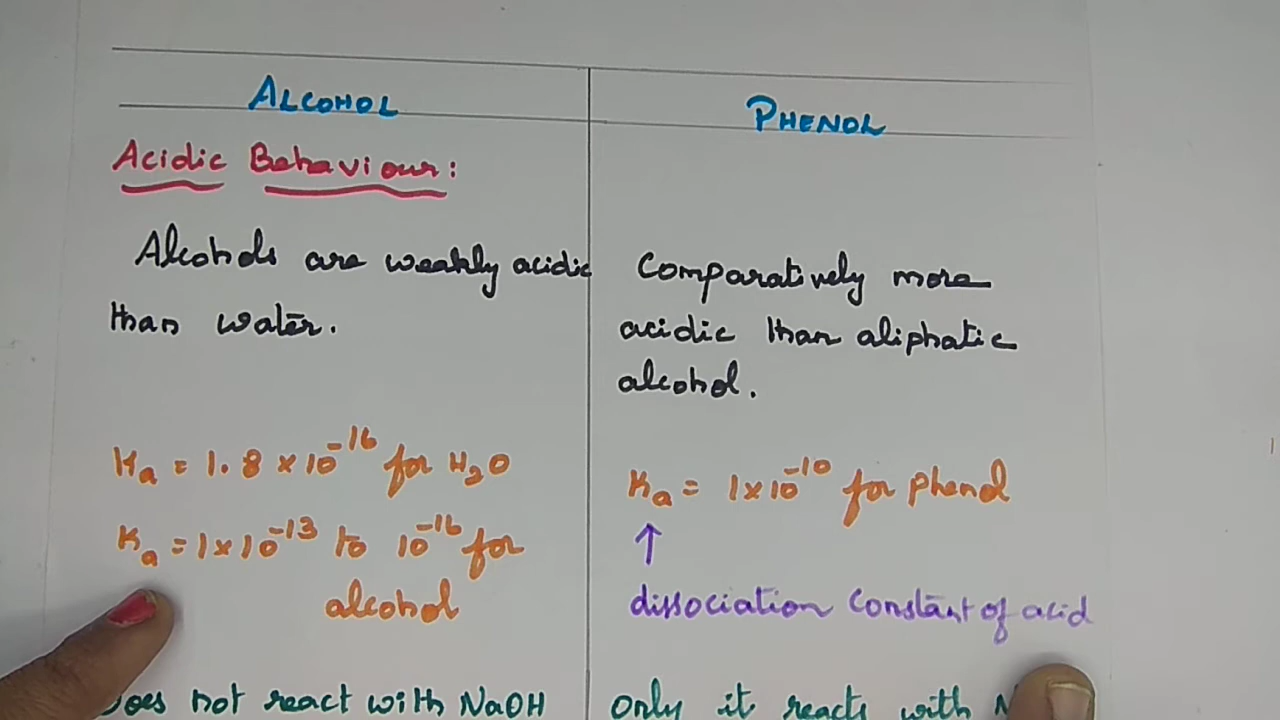 ALCOHOL
PHENOL
Acidic Behaviour:
Alcohols are weakly acidic
than water.
Comparatively more
acidic than aliphatic
alcohol.
Ka = 1.8 × 10⁻¹⁶ for H₂O
Ka = 1×10⁻¹³ to 10⁻¹⁶ for
alcohol
Ka = 1×10⁻¹⁰ for phenol
↑
dissociation constant of acid
Does not react with NaOH
Only it reacts with